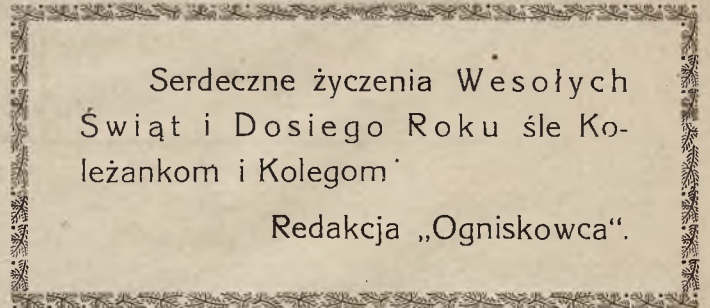 Serdeczne życzenia Wesołych
Świąt i Dosiego Roku śle Ko-
leżankom i Kolegom
Redakcja „Ogniskowca“.